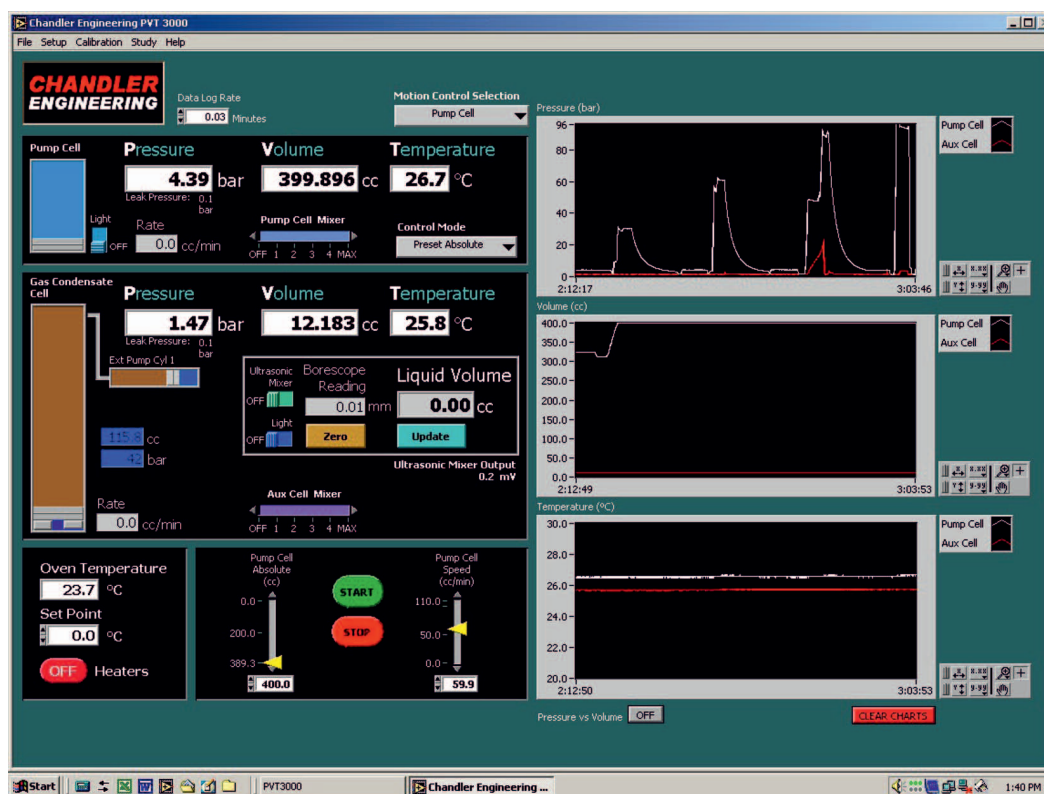 Chandler Engineering PVT 3000
File Setup Calibration Study Help
CHANDLER
ENGINEERING
Data Log Rate
0.03 Minutes
Motion Control Selection
Pump Cell
Pump Cell
Pressure Volume Temperature
4.39 bar 399.896 cc 26.7 °C
Leak Pressure: 0.1
bar
Light
OFF
Rate
0.0 cc/min
Pump Cell Mixer
OFF 1 2 3 4 MAX
Control Mode
Preset Absolute
Gas Condensate
Cell
Pressure Volume Temperature
1.47 bar 12.183 cc 25.8 °C
Leak Pressure: 0.1
bar
Ext Pump Cyl 1
115.8 cc
42 bar
Rate
0.0 cc/min
Ultrasonic
Mixer
OFF
Light
OFF
Borescope
Reading
0.01 mm
Zero
Liquid Volume
0.00 cc
Update
Ultrasonic Mixer Output
0.2 mV
Aux Cell Mixer
OFF 1 2 3 4 MAX
Oven Temperature
23.7 °C
Set Point
0.0 °C
OFF Heaters
Pump Cell
Absolute
(cc)
0.0
200.0
389.3
400.0
START
STOP
Pump Cell
Speed
(cc/min)
110.0
50.0
0.0
59.9
Pressure (bar)
96
80
60
40
20
0
2:12:17 3:03:46
Pump Cell
Aux Cell
Volume (cc)
400.0
350.0
300.0
250.0
200.0
150.0
100.0
50.0
0.0
2:12:49 3:03:53
Pump Cell
Aux Cell
Temperature (°C)
30.0
28.0
26.0
24.0
22.0
20.0
2:12:50 3:03:53
Pump Cell
Aux Cell
Pressure vs Volume OFF
CLEAR CHARTS
Start
PVT3000
Chandler Engineering ...
1:40 PM